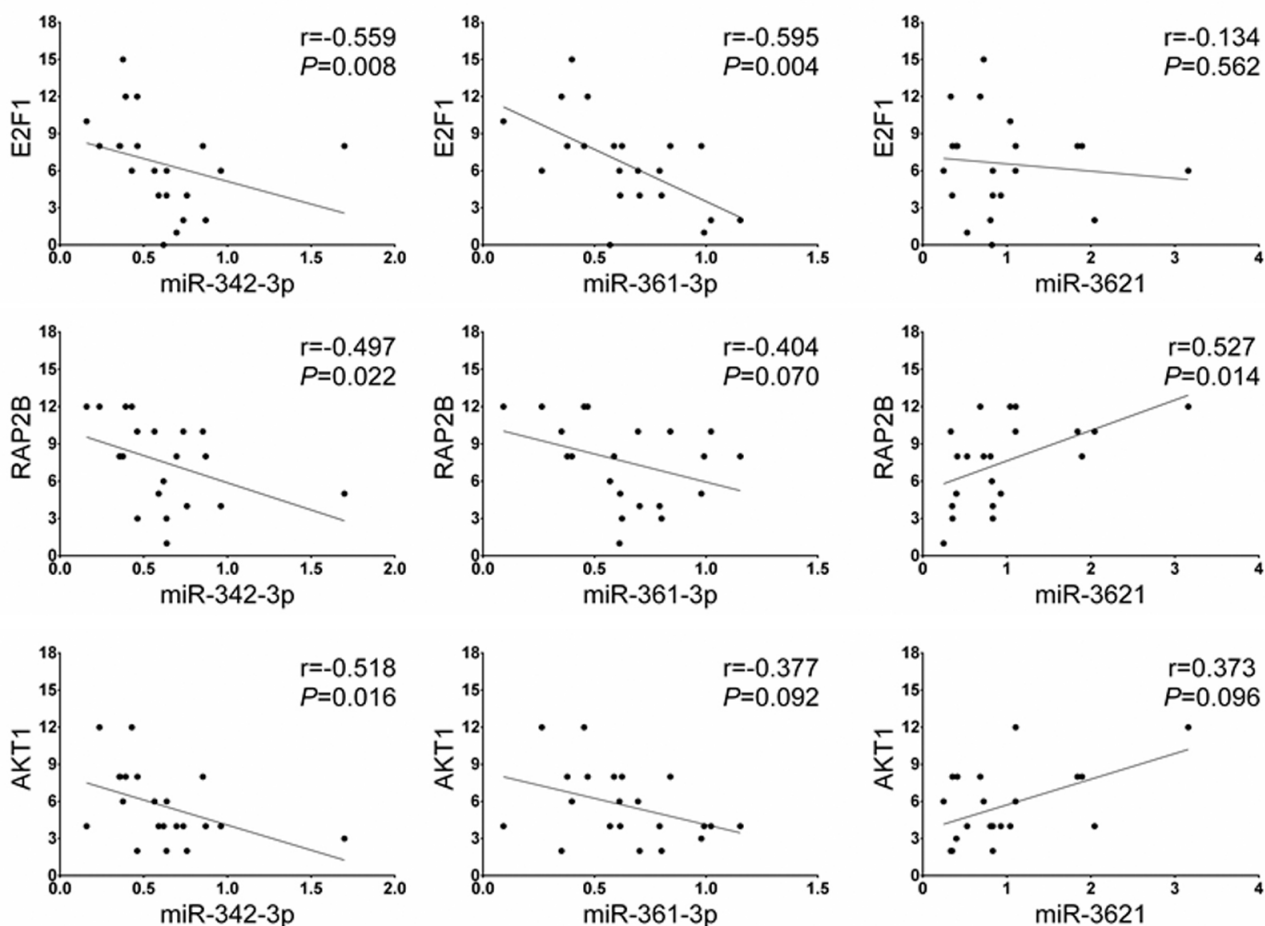 18
15
12
9
6
3
0
E2F1
r=-0.559
P=0.008
0.0 0.5 1.0 1.5 2.0
miR-342-3p
18
15
12
9
6
3
0
E2F1
r=-0.595
P=0.004
0.0 0.5 1.0 1.5
miR-361-3p
18
15
12
9
6
3
0
E2F1
r=-0.134
P=0.562
0 1 2 3 4
miR-3621
18
15
12
9
6
3
0
RAP2B
r=-0.497
P=0.022
0.0 0.5 1.0 1.5 2.0
miR-342-3p
18
15
12
9
6
3
0
RAP2B
r=-0.404
P=0.070
0.0 0.5 1.0 1.5
miR-361-3p
18
15
12
9
6
3
0
RAP2B
r=0.527
P=0.014
0 1 2 3 4
miR-3621
18
15
12
9
6
3
0
AKT1
r=-0.518
P=0.016
0.0 0.5 1.0 1.5 2.0
miR-342-3p
18
15
12
9
6
3
0
AKT1
r=-0.377
P=0.092
0.0 0.5 1.0 1.5
miR-361-3p
18
15
12
9
6
3
0
AKT1
r=0.373
P=0.096
0 1 2 3 4
miR-3621